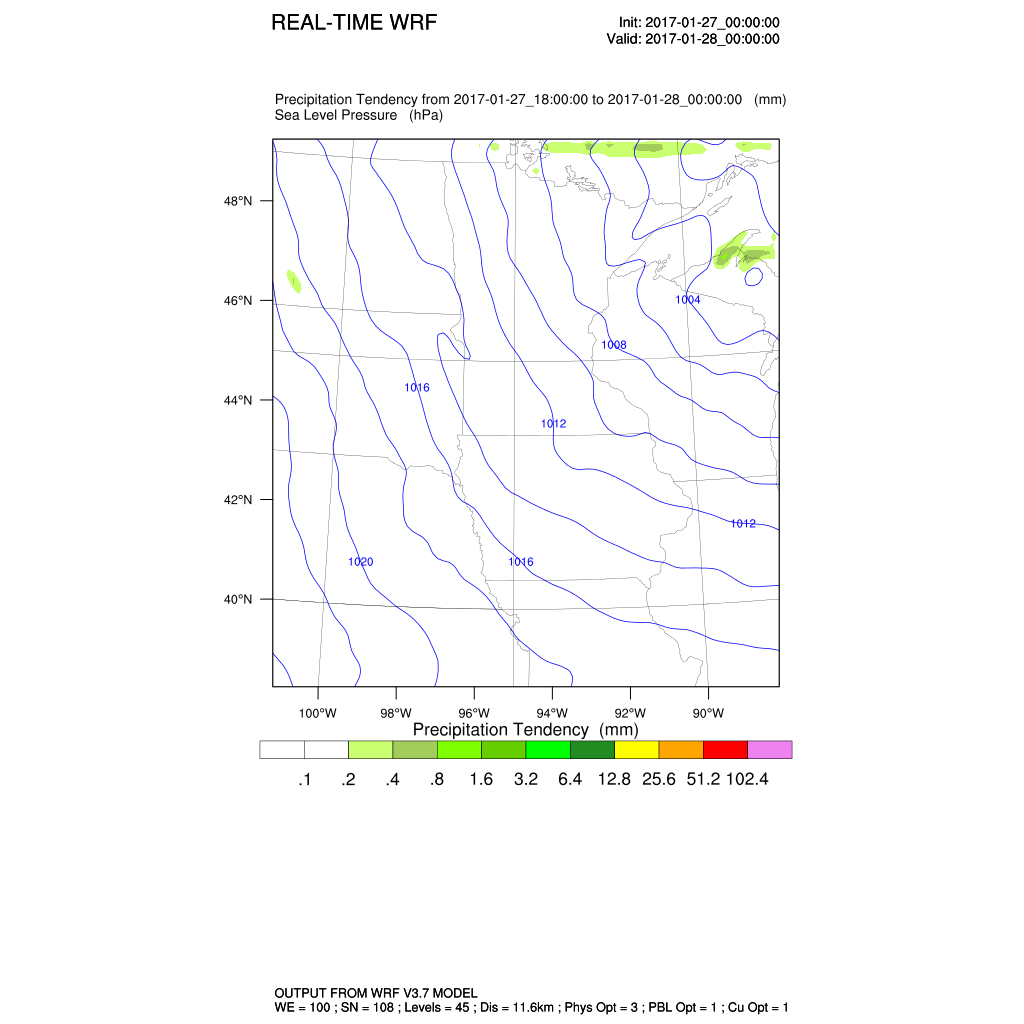 REAL-TIME WRF
Init: 2017-01-27_00:00:00
Valid: 2017-01-28_00:00:00
Precipitation Tendency from 2017-01-27_18:00:00 to 2017-01-28_00:00:00 (mm)
Sea Level Pressure (hPa)
48°N
46°N
1004
1008
44°N
1016
1012
42°N
1012
1020
1016
40°N
100°W 98°W 96°W 94°W 92°W 90°W
Precipitation Tendency (mm)
.1 .2 .4 .8 1.6 3.2 6.4 12.8 25.6 51.2 102.4
OUTPUT FROM WRF V3.7 MODEL
WE = 100 ; SN = 108 ; Levels = 45 ; Dis = 11.6km ; Phys Opt = 3 ; PBL Opt = 1 ; Cu Opt = 1